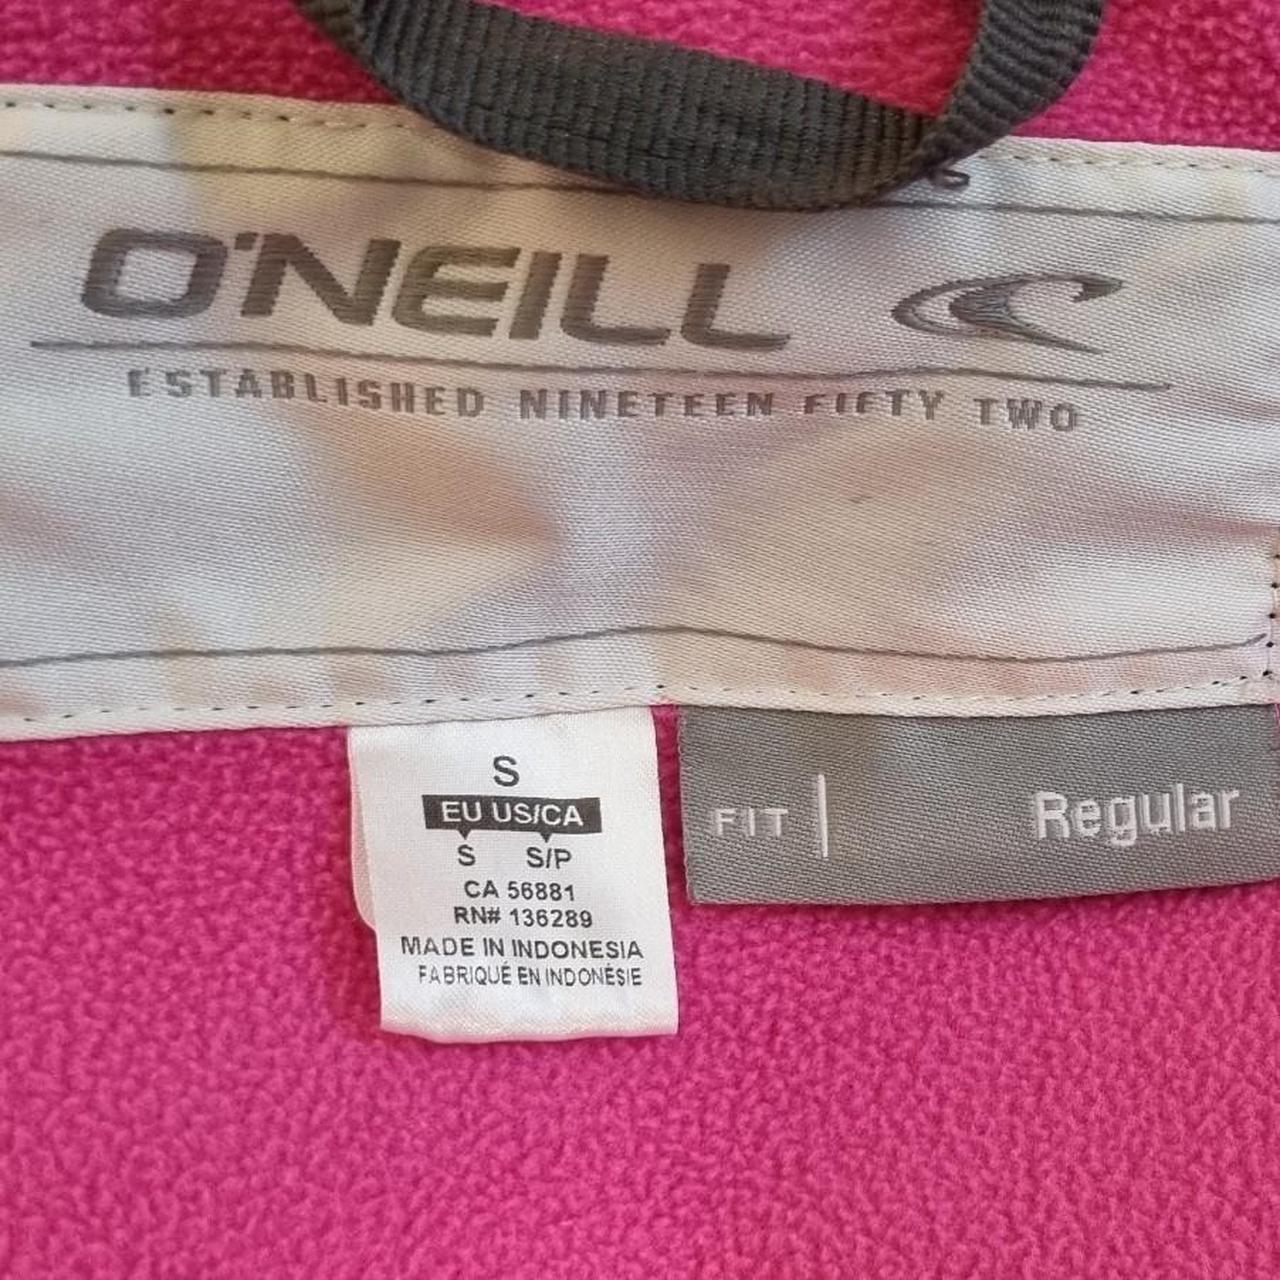 O'NEILL
ESTABLISHED NINETEEN FIFTY TWO
S
EU US/CA
S S/P
CA 56881
RN# 136289
MADE IN INDONESIA
FABRIQUÉ EN INDONÉSIE
FIT | Regular